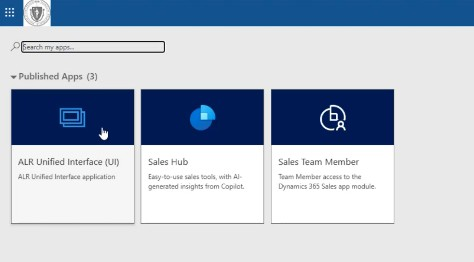 Search my apps...
Published Apps (3)
ALR Unified Interface (UI)
ALR Unified Interface application
Sales Hub
Easy-to-use sales tools, with AI-
generated insights from Copilot.
Sales Team Member
Team Member access to the
Dynamics 365 Sales app module.